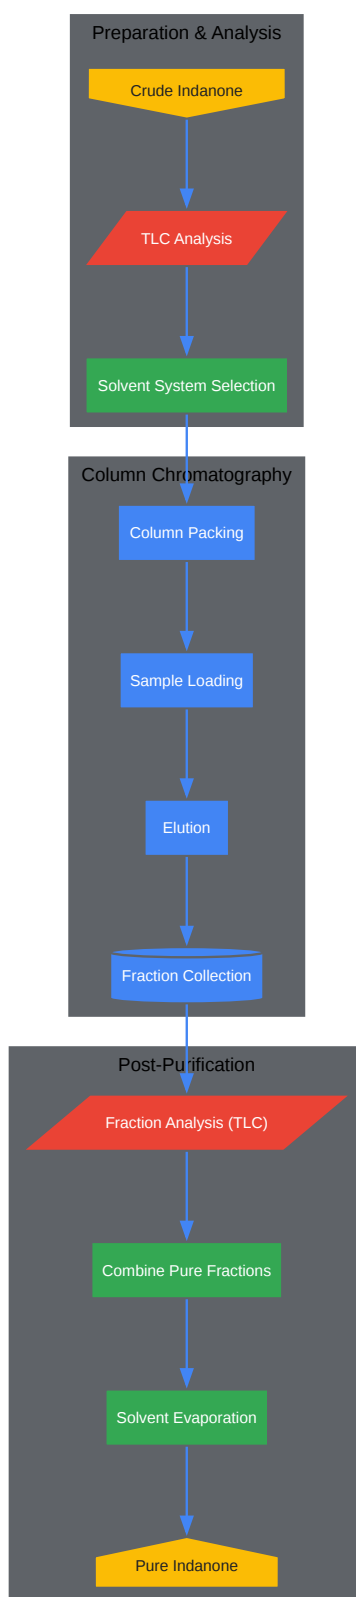 Preparation & Analysis
Crude Indanone
TLC Analysis
Solvent System Selection
Column Chromatography
Column Packing
Sample Loading
Elution
Fraction Collection
Post-Purification
Fraction Analysis (TLC)
Combine Pure Fractions
Solvent Evaporation
Pure Indanone